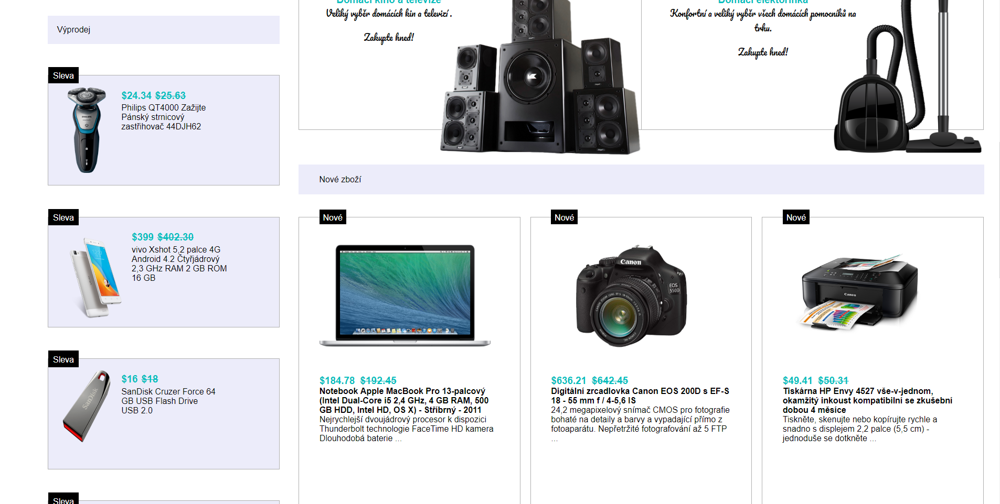 Výprodej
Sleva
$24.34 $25.63
Philips QT4000 Zažijte
Pánský strnicový
zastřihovač 44DJH62
Sleva
$399 $402.30
vivo Xshot 5,2 palce 4G
Android 4.2 Čtyřjádrový
2,3 GHz RAM 2 GB ROM
16 GB
Sleva
$16 $18
SanDisk Cruzer Force 64
GB USB Flash Drive
USB 2.0
SanDisk
Sleva
Domácí kino a televize
Veliký vyběr domácích kin a televizí .
Zakupte hned!
Domácí elektorinka
Konfortní a veliký vyběr všech domácích pomocníků na
trhu.
Zakupte hned!
Nové zboží
Nové
$184.78 $192.45
Notebook Apple MacBook Pro 13-palcový
(Intel Dual-Core i5 2,4 GHz, 4 GB RAM, 500
GB HDD, Intel HD, OS X) - Stříbrný - 2011
Nejrychlejší dvoujádrový procesor k dispozici
Thunderbolt technologie FaceTime HD kamera
Dlouhodobá baterie ...
Nové
Canon
EOS
550D
$636.21 $642.45
Digitální zrcadlovka Canon EOS 200D s EF-S
18 - 55 mm f / 4-5,6 IS
24,2 megapixelový snímač CMOS pro fotografie
bohaté na detaily a barvy a vypadající přímo z
fotoaparátu. Nepřetržité fotografování až 5 FTP
...
Nové
Canon
$49.41 $50.31
Tiskárna HP Envy 4527 vše-v-jednom,
okamžitý inkoust kompatibilní se zkušební
dobou 4 měsíce
Tiskněte, skenujte nebo kopírujte rychle a
snadno s displejem 2,2 palce (5,5 cm) -
jednoduše se dotkněte ...